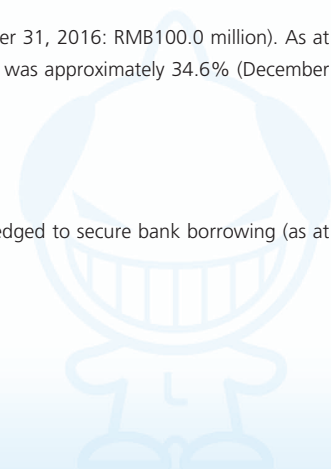 er 31, 2016: RMB100.0 million). As at
was approximately 34.6% (December
edged to secure bank borrowing (as at
L